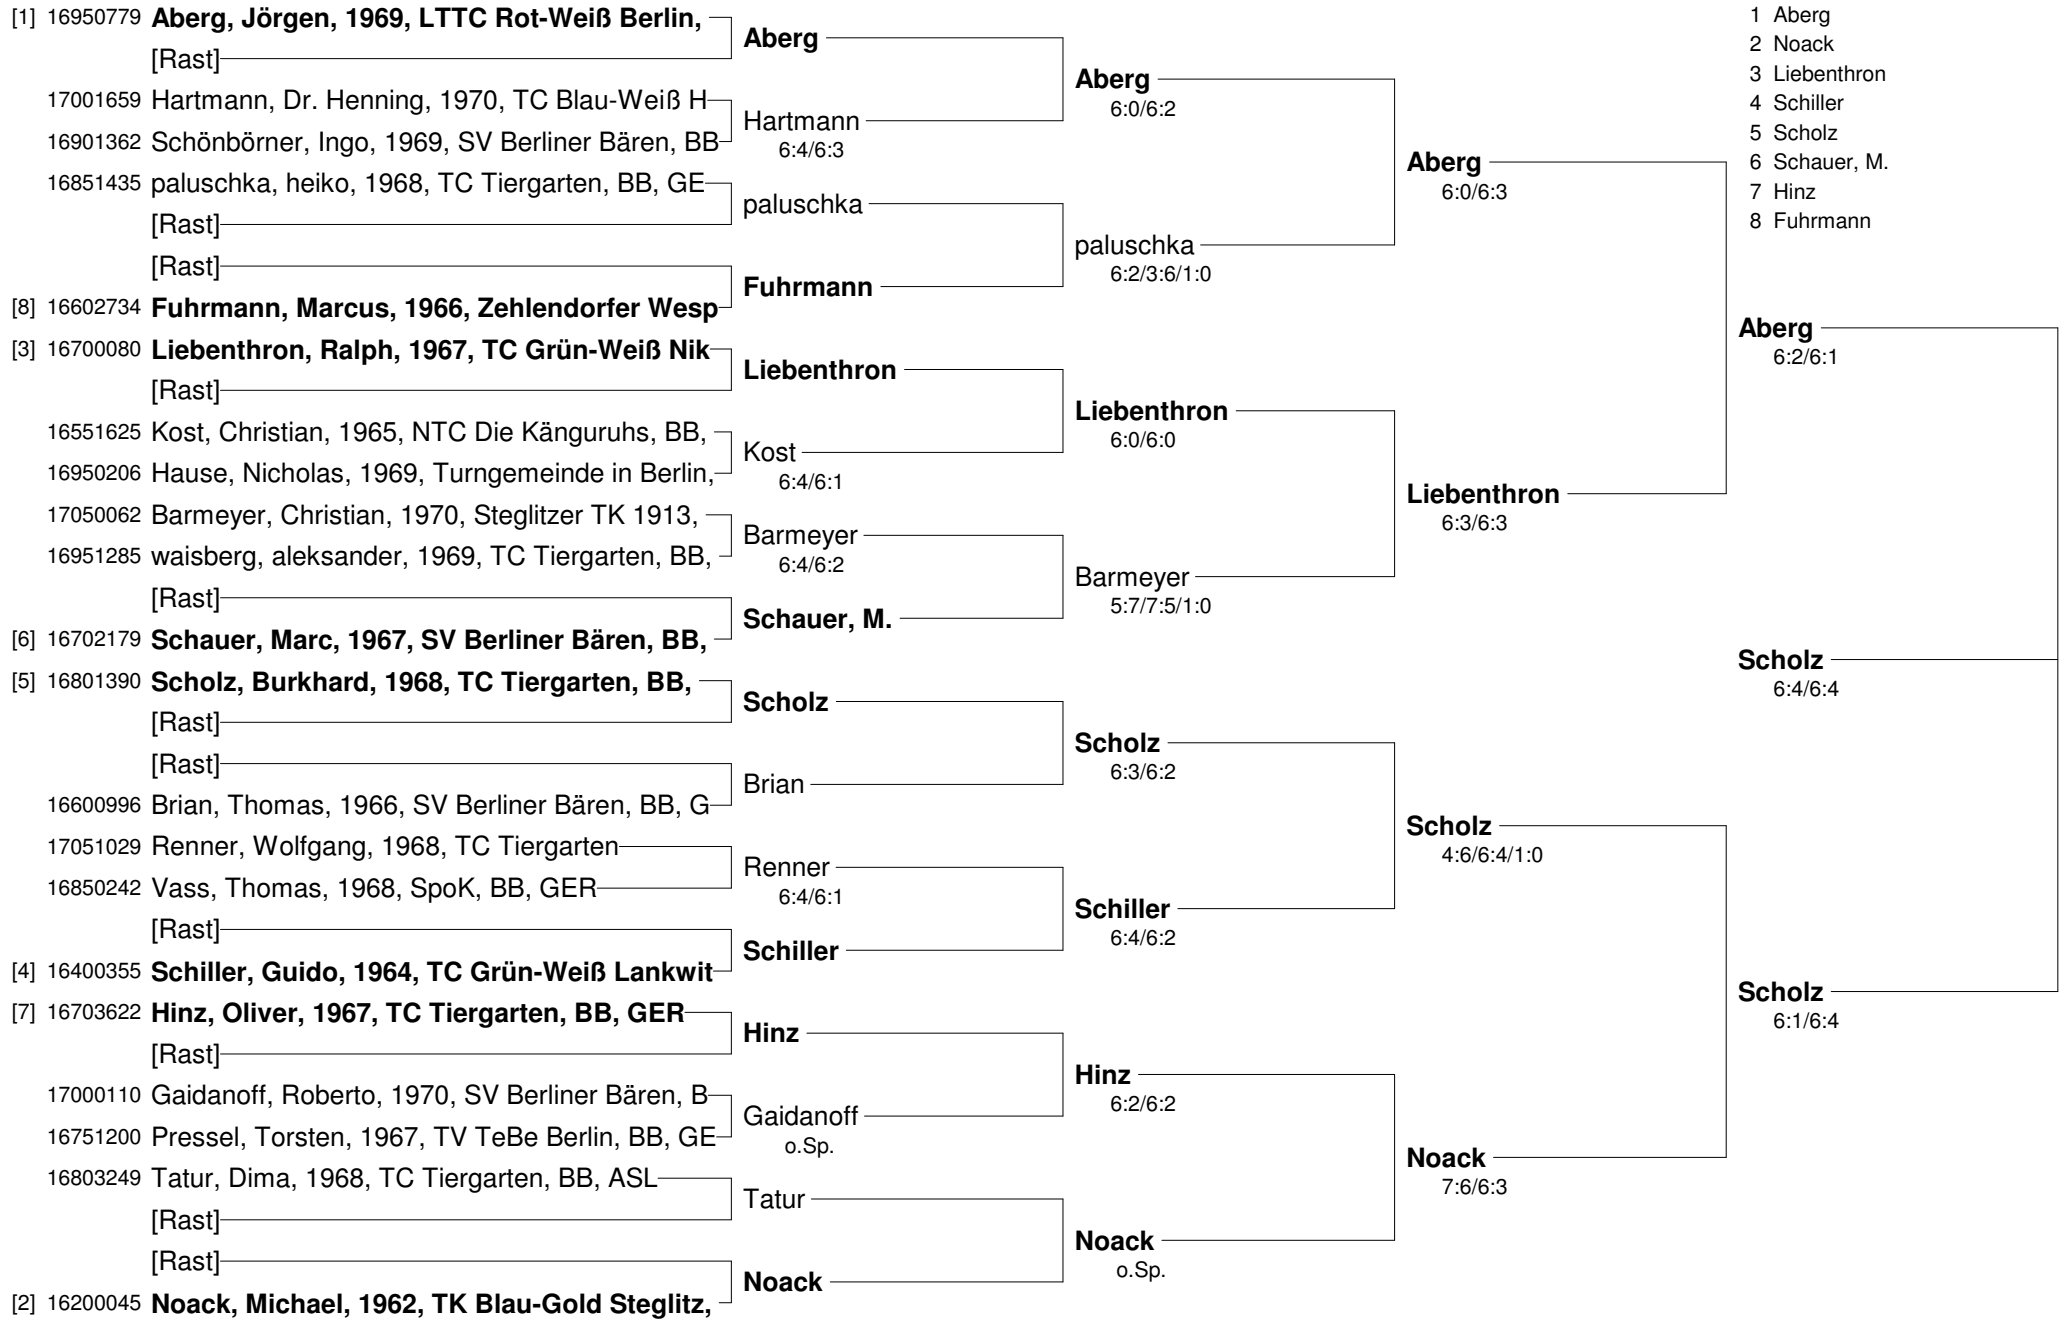 [1] 16950779 Aberg, Jörgen, 1969, LTTC Rot-Weiß Berlin,
[Rast]
17001659 Hartmann, Dr. Henning, 1970, TC Blau-Weiß H
16901362 Schönbörner, Ingo, 1969, SV Berliner Bären, BB
16851435 paluschka, heiko, 1968, TC Tiergarten, BB, GE
[Rast]
[Rast]
[8] 16602734 Fuhrmann, Marcus, 1966, Zehlendorfer Wesp
[3] 16700080 Liebenthron, Ralph, 1967, TC Grün-Weiß Nik
[Rast]
16551625 Kost, Christian, 1965, NTC Die Känguruhs, BB,
16950206 Hause, Nicholas, 1969, Turngemeinde in Berlin,
17050062 Barmeyer, Christian, 1970, Steglitzer TK 1913,
16951285 waisberg, aleksander, 1969, TC Tiergarten, BB,
[Rast]
[6] 16702179 Schauer, Marc, 1967, SV Berliner Bären, BB,
[5] 16801390 Scholz, Burkhard, 1968, TC Tiergarten, BB,
[Rast]
[Rast]
16600996 Brian, Thomas, 1966, SV Berliner Bären, BB, G
17051029 Renner, Wolfgang, 1968, TC Tiergarten
16850242 Vass, Thomas, 1968, SpoK, BB, GER
[Rast]
[4] 16400355 Schiller, Guido, 1964, TC Grün-Weiß Lankwit
[7] 16703622 Hinz, Oliver, 1967, TC Tiergarten, BB, GER
[Rast]
17000110 Gaidanoff, Roberto, 1970, SV Berliner Bären, B
16751200 Pressel, Torsten, 1967, TV TeBe Berlin, BB, GE
16803249 Tatur, Dima, 1968, TC Tiergarten, BB, ASL
[Rast]
[Rast]
[2] 16200045 Noack, Michael, 1962, TK Blau-Gold Steglitz,
Aberg
Hartmann
6:4/6:3
paluschka
Fuhrmann
Liebenthron
Kost
6:4/6:1
Barmeyer
6:4/6:2
Schauer, M.
Scholz
Brian
Renner
6:4/6:1
Schiller
Hinz
Gaidanoff
o.Sp.
Tatur
Noack
Aberg
6:0/6:2
paluschka
6:2/3:6/1:0
Liebenthron
6:0/6:0
Barmeyer
5:7/7:5/1:0
Scholz
6:3/6:2
Schiller
6:4/6:2
Hinz
6:2/6:2
Noack
o.Sp.
Aberg
6:0/6:3
Liebenthron
6:3/6:3
Scholz
4:6/6:4/1:0
Noack
7:6/6:3
Aberg
6:2/6:1
Scholz
6:4/6:4
Scholz
6:1/6:4
1 Aberg
2 Noack
3 Liebenthron
4 Schiller
5 Scholz
6 Schauer, M.
7 Hinz
8 Fuhrmann